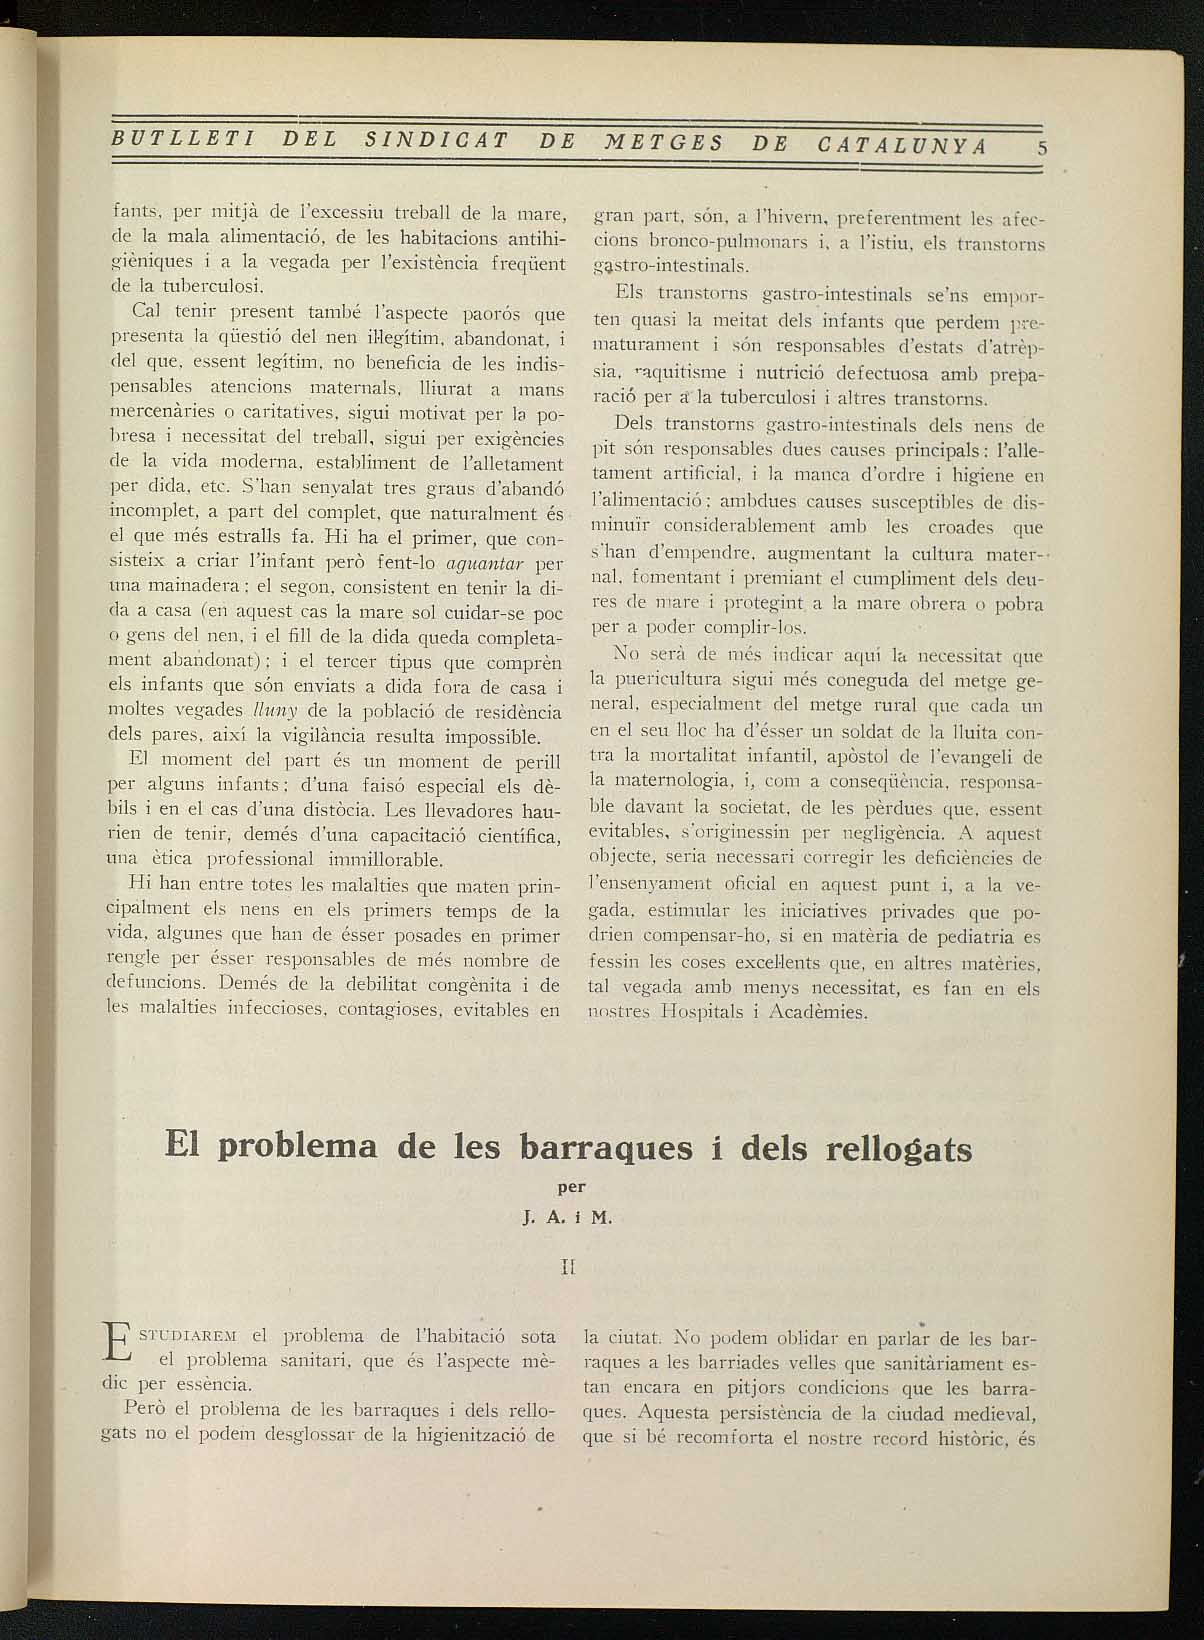 BUTLLETI DEL SINDICAT DE METGES DE CATALUNYA 5
fants, per mitjà de l'excessiu treball de la mare,
de la mala alimentació, de les habitacions antihi-
gièniques i a la vegada per l'existència freqüent
de la tuberculosi.
Cal tenir present també l'aspecte paorós que
presenta la qüestió del nen il·legítim, abandonat, i
del que, essent legítim, no beneficia de les indis-
pensables atencions maternals, lliurat a mans
mercenàries o caritatives, sigui motivat per la po-
bresa i necessitat del treball, sigui per exigències
de la vida moderna, establiment de l'alletament
per dida, etc. S'han senyalat tres graus d'abandó
incomplet, a part del complet, que naturalment és
el que més estralls fa. Hi ha el primer, que con-
sisteix a criar l'infant però fent-lo aguantar per
una mainadera; el segon, consistent en tenir la di-
da a casa (en aquest cas la mare sol cuidar-se poc
o gens del nen, i el fill de la dida queda completa-
ment abandonat); i el tercer tipus que comprèn
els infants que són enviats a dida fora de casa i
moltes vegades lluny de la població de residència
dels pares, així la vigilància resulta impossible.
El moment del part és un moment de perill
per alguns infants; d'una faisó especial els dè-
bils i en el cas d'una distòcia. Les llevadores hau-
rien de tenir, demés d'una capacitació científica,
una ètica professional immillorable.
Hi han entre totes les malalties que maten prin-
cipalment els nens en els primers temps de la
vida, algunes que han de ésser posades en primer
rengle per ésser responsables de més nombre de
defuncions. Demés de la debilitat congènita i de
les malalties infeccioses, contagioses, evitables en
gran part, són, a l'hivern, preferentment les afec-
cions bronco-pulmonars i, a l'istiu, els transtorns
gastro-intestinals.
Els transtorns gastro-intestinals se'ns empor-
ten quasi la meitat dels infants que perdem pre-
maturament i són responsables d'estats d'atrèp-
sia, raquitisme i nutrició defectuosa amb prepa-
ració per a la tuberculosi i altres transtorns.
Dels transtorns gastro-intestinals dels nens de
pit són responsables dues causes principals: l'alle-
tament artificial, i la manca d'ordre i higiene en
l'alimentació; ambdues causes susceptibles de dis-
minuïr considerablement amb les croades que
s'han d'empendre, augmentant la cultura mater-
nal, fomentant i premiant el cumpliment dels deu-
res de mare i protegint a la mare obrera o pobra
per a poder complir-los.
No serà de més indicar aquí la necessitat que
la puericultura sigui més coneguda del metge ge-
neral, especialment del metge rural que cada un
en el seu lloc ha d'ésser un soldat de la lluita con-
tra la mortalitat infantil, apòstol de l'evangeli de
la maternologia, i, com a conseqüència, responsa-
ble davant la societat, de les pèrdues que, essent
evitables, s'originessin per negligència. A aquest
objecte, seria necessari corregir les deficiències de
l'ensenyament oficial en aquest punt i, a la ve-
gada, estimular les iniciatives privades que po-
drien compensar-ho, si en matèria de pediatria es
fessin les coses excel·lents que, en altres matèries,
tal vegada amb menys necessitat, es fan en els
nostres Hospitals i Acadèmies.
El problema de les barraques i dels rellogats
per
J. A. i M.
II
ESTUDIAREM el problema de l'habitació sota
el problema sanitari, que és l'aspecte mè-
dic per essència.
Però el problema de les barraques i dels rello-
gats no el podem desglossar de la higienització de
la ciutat. No podem oblidar en parlar de les bar-
raques a les barriades velles que sanitàriament es-
tan encara en pitjors condicions que les barra-
ques. Aquesta persistència de la ciudad medieval,
que si bé recomforta el nostre record històric, és